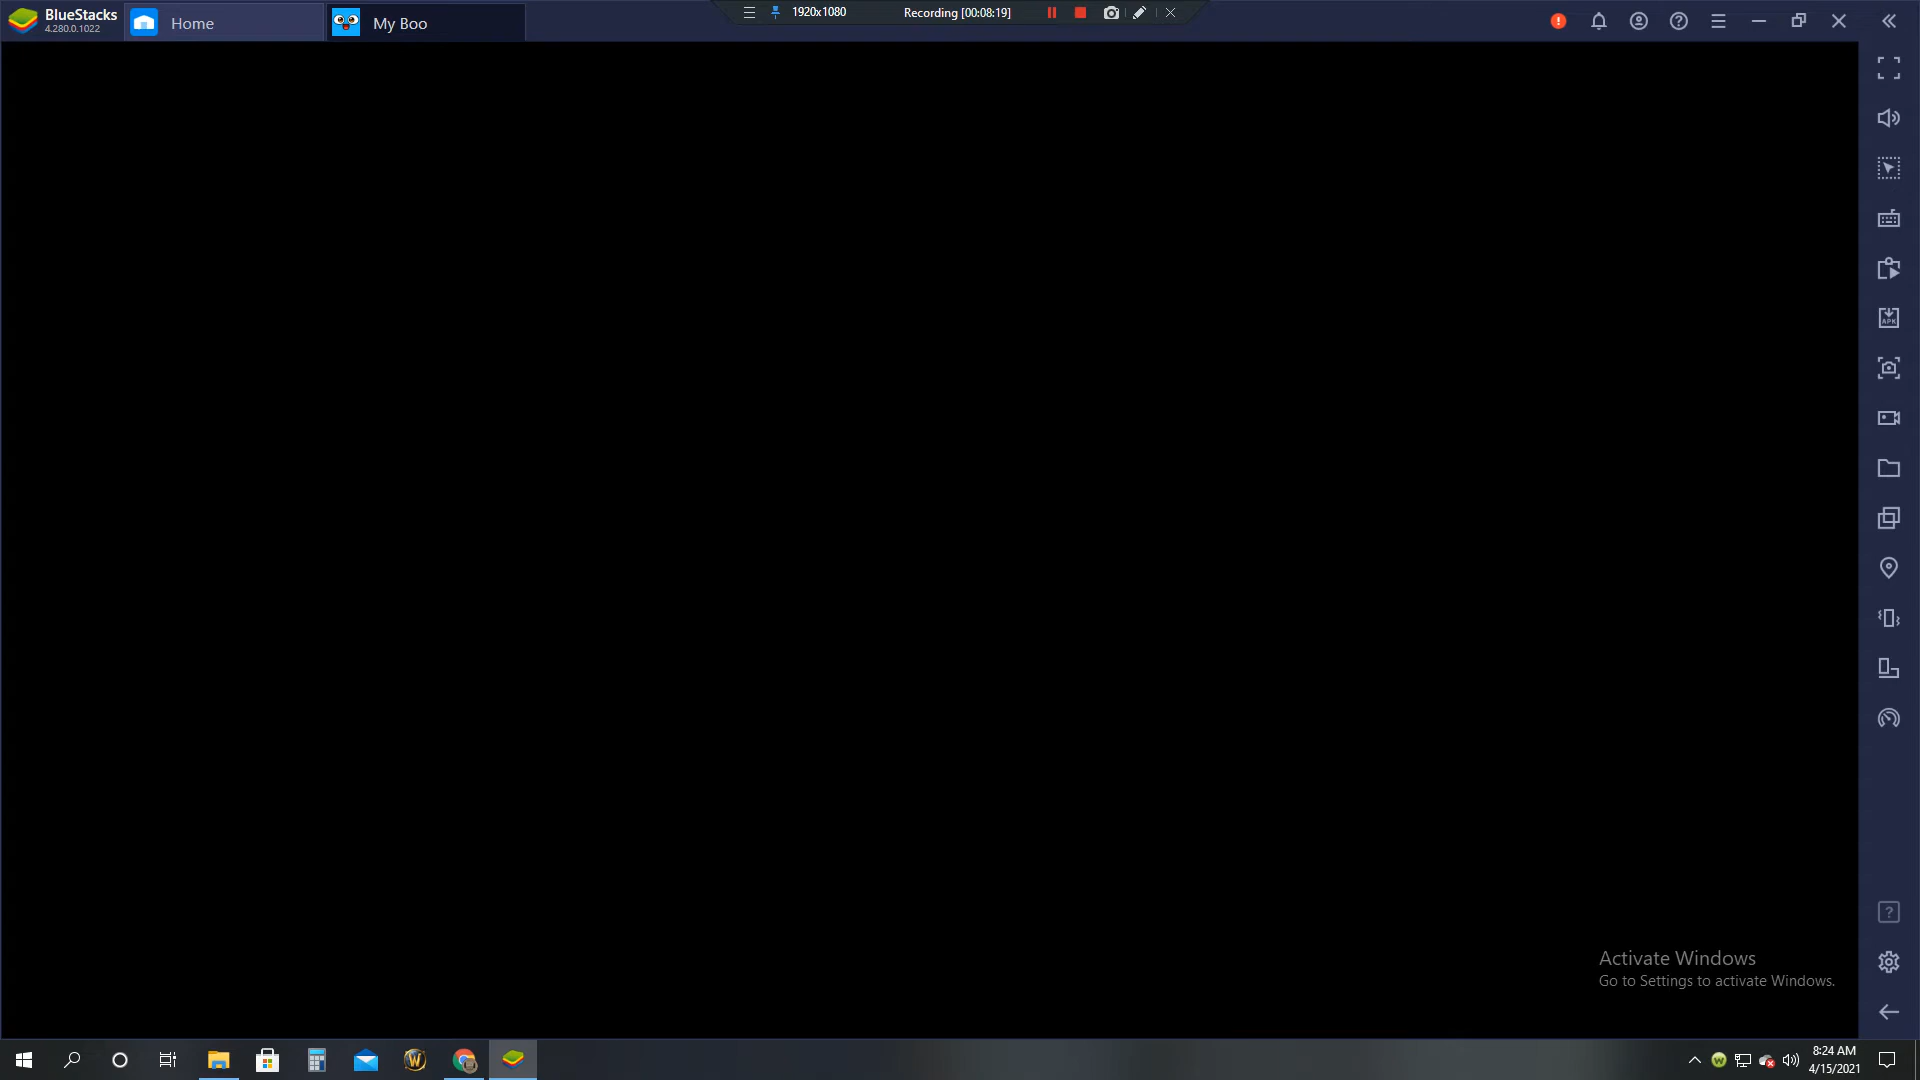 BlueStacks
4.280.0.1022
Home
My Boo
1920x1080
Recording [00:08:19]
APK
Activate Windows
Go to Settings to activate Windows.
8:24 AM
4/15/2021